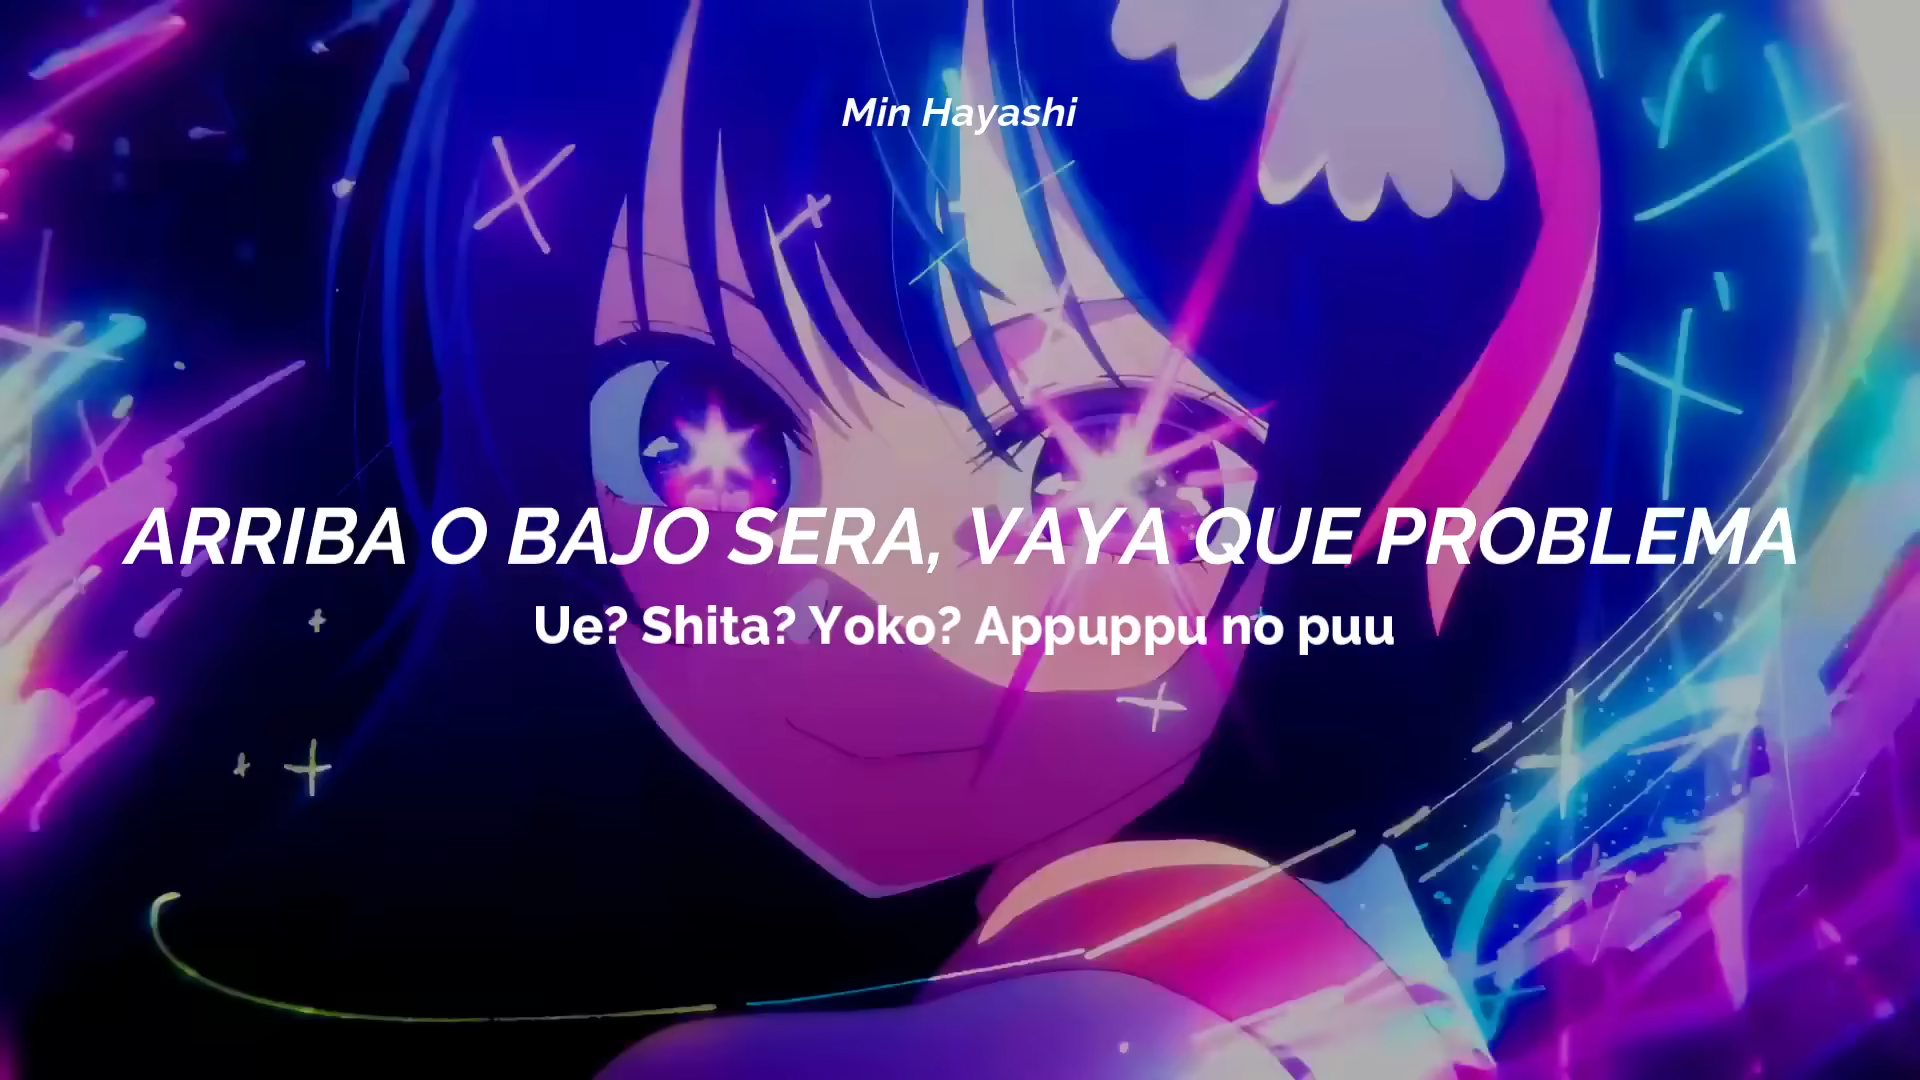 Min Hayashi
ARRIBA O BAJO SERA, VAYA QUE PROBLEMA
Ue? Shita? Yoko? Appuppu no puu